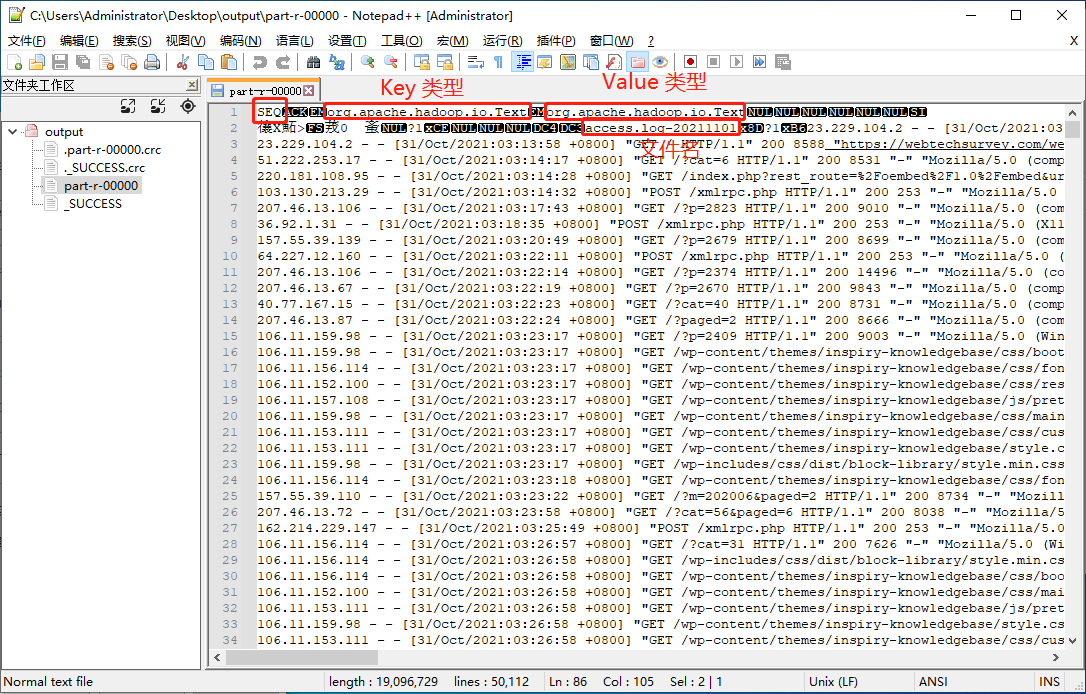 C:\Users\Administrator\Desktop\output\part-r-00000 - Notepad++ [Administrator]
文件(F) 编辑(E) 搜索(S) 视图(V) 编码(N) 语言(L) 设置(T) 工具(O) 宏(M) 运行(R) 插件(P) 窗口(W) ? X
文件夹工作区
output
.part-r-00000.crc
._SUCCESS.crc
part-r-00000
_SUCCESS
part-r-00000
Key 类型
Value 类型
1 SEQACKEMorg.apache.hadoop.io.TextEMorg.apache.hadoop.io.TextNULNULNULNULNULNULSI
2 FS NUL?lxCENULNULNULDC4DC3access.log-20211101x8D?lxB623.229.104.2 - - [31/Oct/2021:03
文件名
3 23.229.104.2 - - [31/Oct/2021:03:13:58 +0800] "GET / HTTP/1.1" 200 8588 "https://webtechsurvey.com/we
4 51.222.253.17 - - [31/Oct/2021:03:14:17 +0800] "GET /?cat=6 HTTP/1.1" 200 8531 "-" "Mozilla/5.0 (comp
5 220.181.108.95 - - [31/Oct/2021:03:14:28 +0800] "GET /index.php?rest_route=%2Foembed%2F1.0%2Fembed&ur
6 103.130.213.29 - - [31/Oct/2021:03:14:32 +0800] "POST /xmlrpc.php HTTP/1.1" 200 253 "-" "Mozilla/5.0
7 207.46.13.106 - - [31/Oct/2021:03:17:43 +0800] "GET /?p=2823 HTTP/1.1" 200 9010 "-" "Mozilla/5.0 (com
8 36.92.1.31 - - [31/Oct/2021:03:18:35 +0800] "POST /xmlrpc.php HTTP/1.1" 200 253 "-" "Mozilla/5.0 (X11
9 157.55.39.139 - - [31/Oct/2021:03:20:49 +0800] "GET /?p=2679 HTTP/1.1" 200 8699 "-" "Mozilla/5.0 (com
10 64.227.12.160 - - [31/Oct/2021:03:22:11 +0800] "POST /xmlrpc.php HTTP/1.1" 200 253 "-" "Mozilla/5.0 (
11 207.46.13.106 - - [31/Oct/2021:03:22:14 +0800] "GET /?p=2374 HTTP/1.1" 200 14496 "-" "Mozilla/5.0 (co
12 207.46.13.67 - - [31/Oct/2021:03:22:19 +0800] "GET /?p=2670 HTTP/1.1" 200 9843 "-" "Mozilla/5.0 (comp
13 40.77.167.15 - - [31/Oct/2021:03:22:23 +0800] "GET /?cat=40 HTTP/1.1" 200 8731 "-" "Mozilla/5.0 (comp
14 207.46.13.87 - - [31/Oct/2021:03:22:24 +0800] "GET /?paged=2 HTTP/1.1" 200 8666 "-" "Mozilla/5.0 (com
15 106.11.159.98 - - [31/Oct/2021:03:23:17 +0800] "GET /?p=2409 HTTP/1.1" 200 9003 "-" "Mozilla/5.0 (Win
16 106.11.159.98 - - [31/Oct/2021:03:23:17 +0800] "GET /wp-content/themes/inspiry-knowledgebase/css/boot
17 106.11.156.114 - - [31/Oct/2021:03:23:17 +0800] "GET /wp-content/themes/inspiry-knowledgebase/css/fon
18 106.11.152.100 - - [31/Oct/2021:03:23:17 +0800] "GET /wp-content/themes/inspiry-knowledgebase/css/res
19 106.11.157.108 - - [31/Oct/2021:03:23:17 +0800] "GET /wp-content/themes/inspiry-knowledgebase/js/pret
20 106.11.159.98 - - [31/Oct/2021:03:23:17 +0800] "GET /wp-content/themes/inspiry-knowledgebase/css/main
21 106.11.153.111 - - [31/Oct/2021:03:23:17 +0800] "GET /wp-content/themes/inspiry-knowledgebase/css/cus
22 106.11.153.111 - - [31/Oct/2021:03:23:17 +0800] "GET /wp-content/themes/inspiry-knowledgebase/style.c
23 106.11.159.98 - - [31/Oct/2021:03:23:17 +0800] "GET /wp-includes/css/dist/block-library/style.min.css
24 106.11.156.114 - - [31/Oct/2021:03:23:18 +0800] "GET /wp-content/themes/inspiry-knowledgebase/css/fon
25 157.55.39.110 - - [31/Oct/2021:03:23:22 +0800] "GET /?m=202006&paged=2 HTTP/1.1" 200 8734 "-" "Mozill
26 207.46.13.72 - - [31/Oct/2021:03:23:58 +0800] "GET /?cat=56&paged=6 HTTP/1.1" 200 8038 "-" "Mozilla/5
27 162.214.229.147 - - [31/Oct/2021:03:25:49 +0800] "POST /xmlrpc.php HTTP/1.1" 200 253 "-" "Mozilla/5.0
28 106.11.156.114 - - [31/Oct/2021:03:26:57 +0800] "GET /?cat=31 HTTP/1.1" 200 7626 "-" "Mozilla/5.0 (Wi
29 106.11.156.114 - - [31/Oct/2021:03:26:58 +0800] "GET /wp-includes/css/dist/block-library/style.min.cs
30 106.11.156.114 - - [31/Oct/2021:03:26:58 +0800] "GET /wp-content/themes/inspiry-knowledgebase/css/boo
31 106.11.152.100 - - [31/Oct/2021:03:26:58 +0800] "GET /wp-content/themes/inspiry-knowledgebase/css/mai
32 106.11.153.111 - - [31/Oct/2021:03:26:58 +0800] "GET /wp-content/themes/inspiry-knowledgebase/js/pret
33 106.11.159.98 - - [31/Oct/2021:03:26:58 +0800] "GET /wp-content/themes/inspiry-knowledgebase/style.cs
34 106.11.153.111 - - [31/Oct/2021:03:26:58 +0800] "GET /wp-content/themes/inspiry-knowledgebase/css/cus
Normal text file length : 19,096,729 lines : 50,112 Ln : 86 Col : 105 Sel : 2 | 1 Unix (LF) ANSI INS